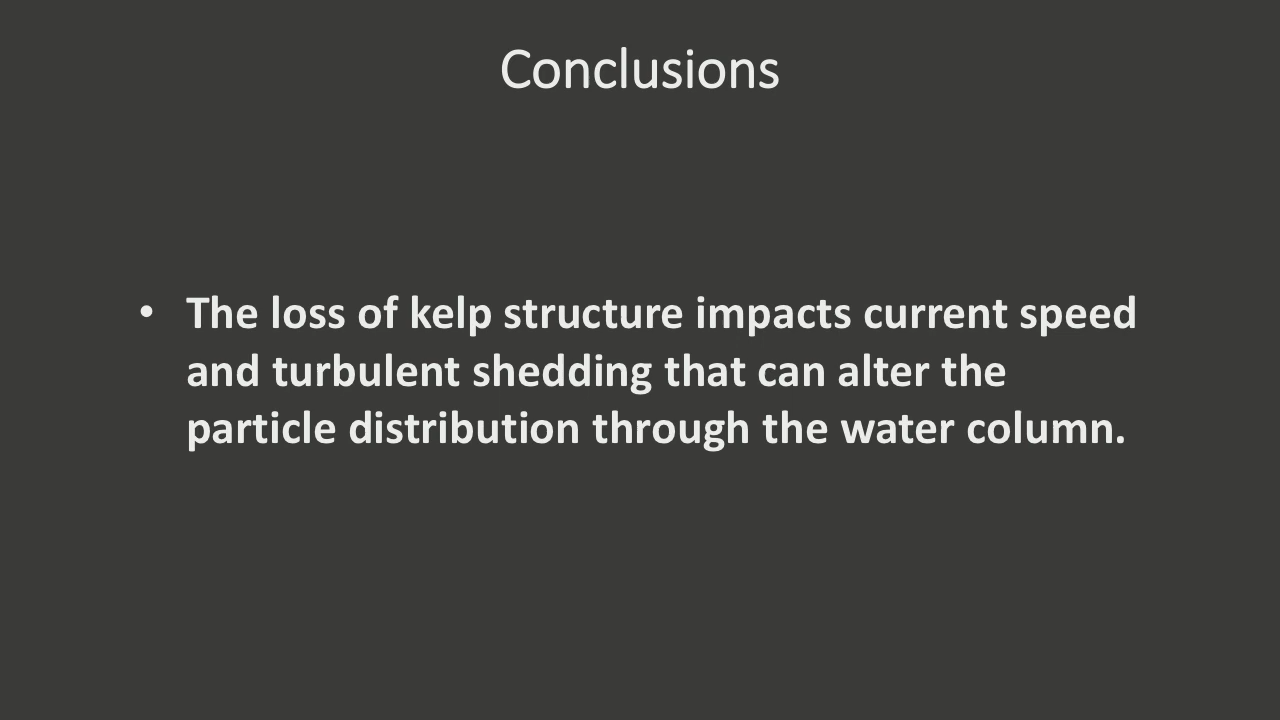 Conclusions
• The loss of kelp structure impacts current speed
and turbulent shedding that can alter the
particle distribution through the water column.